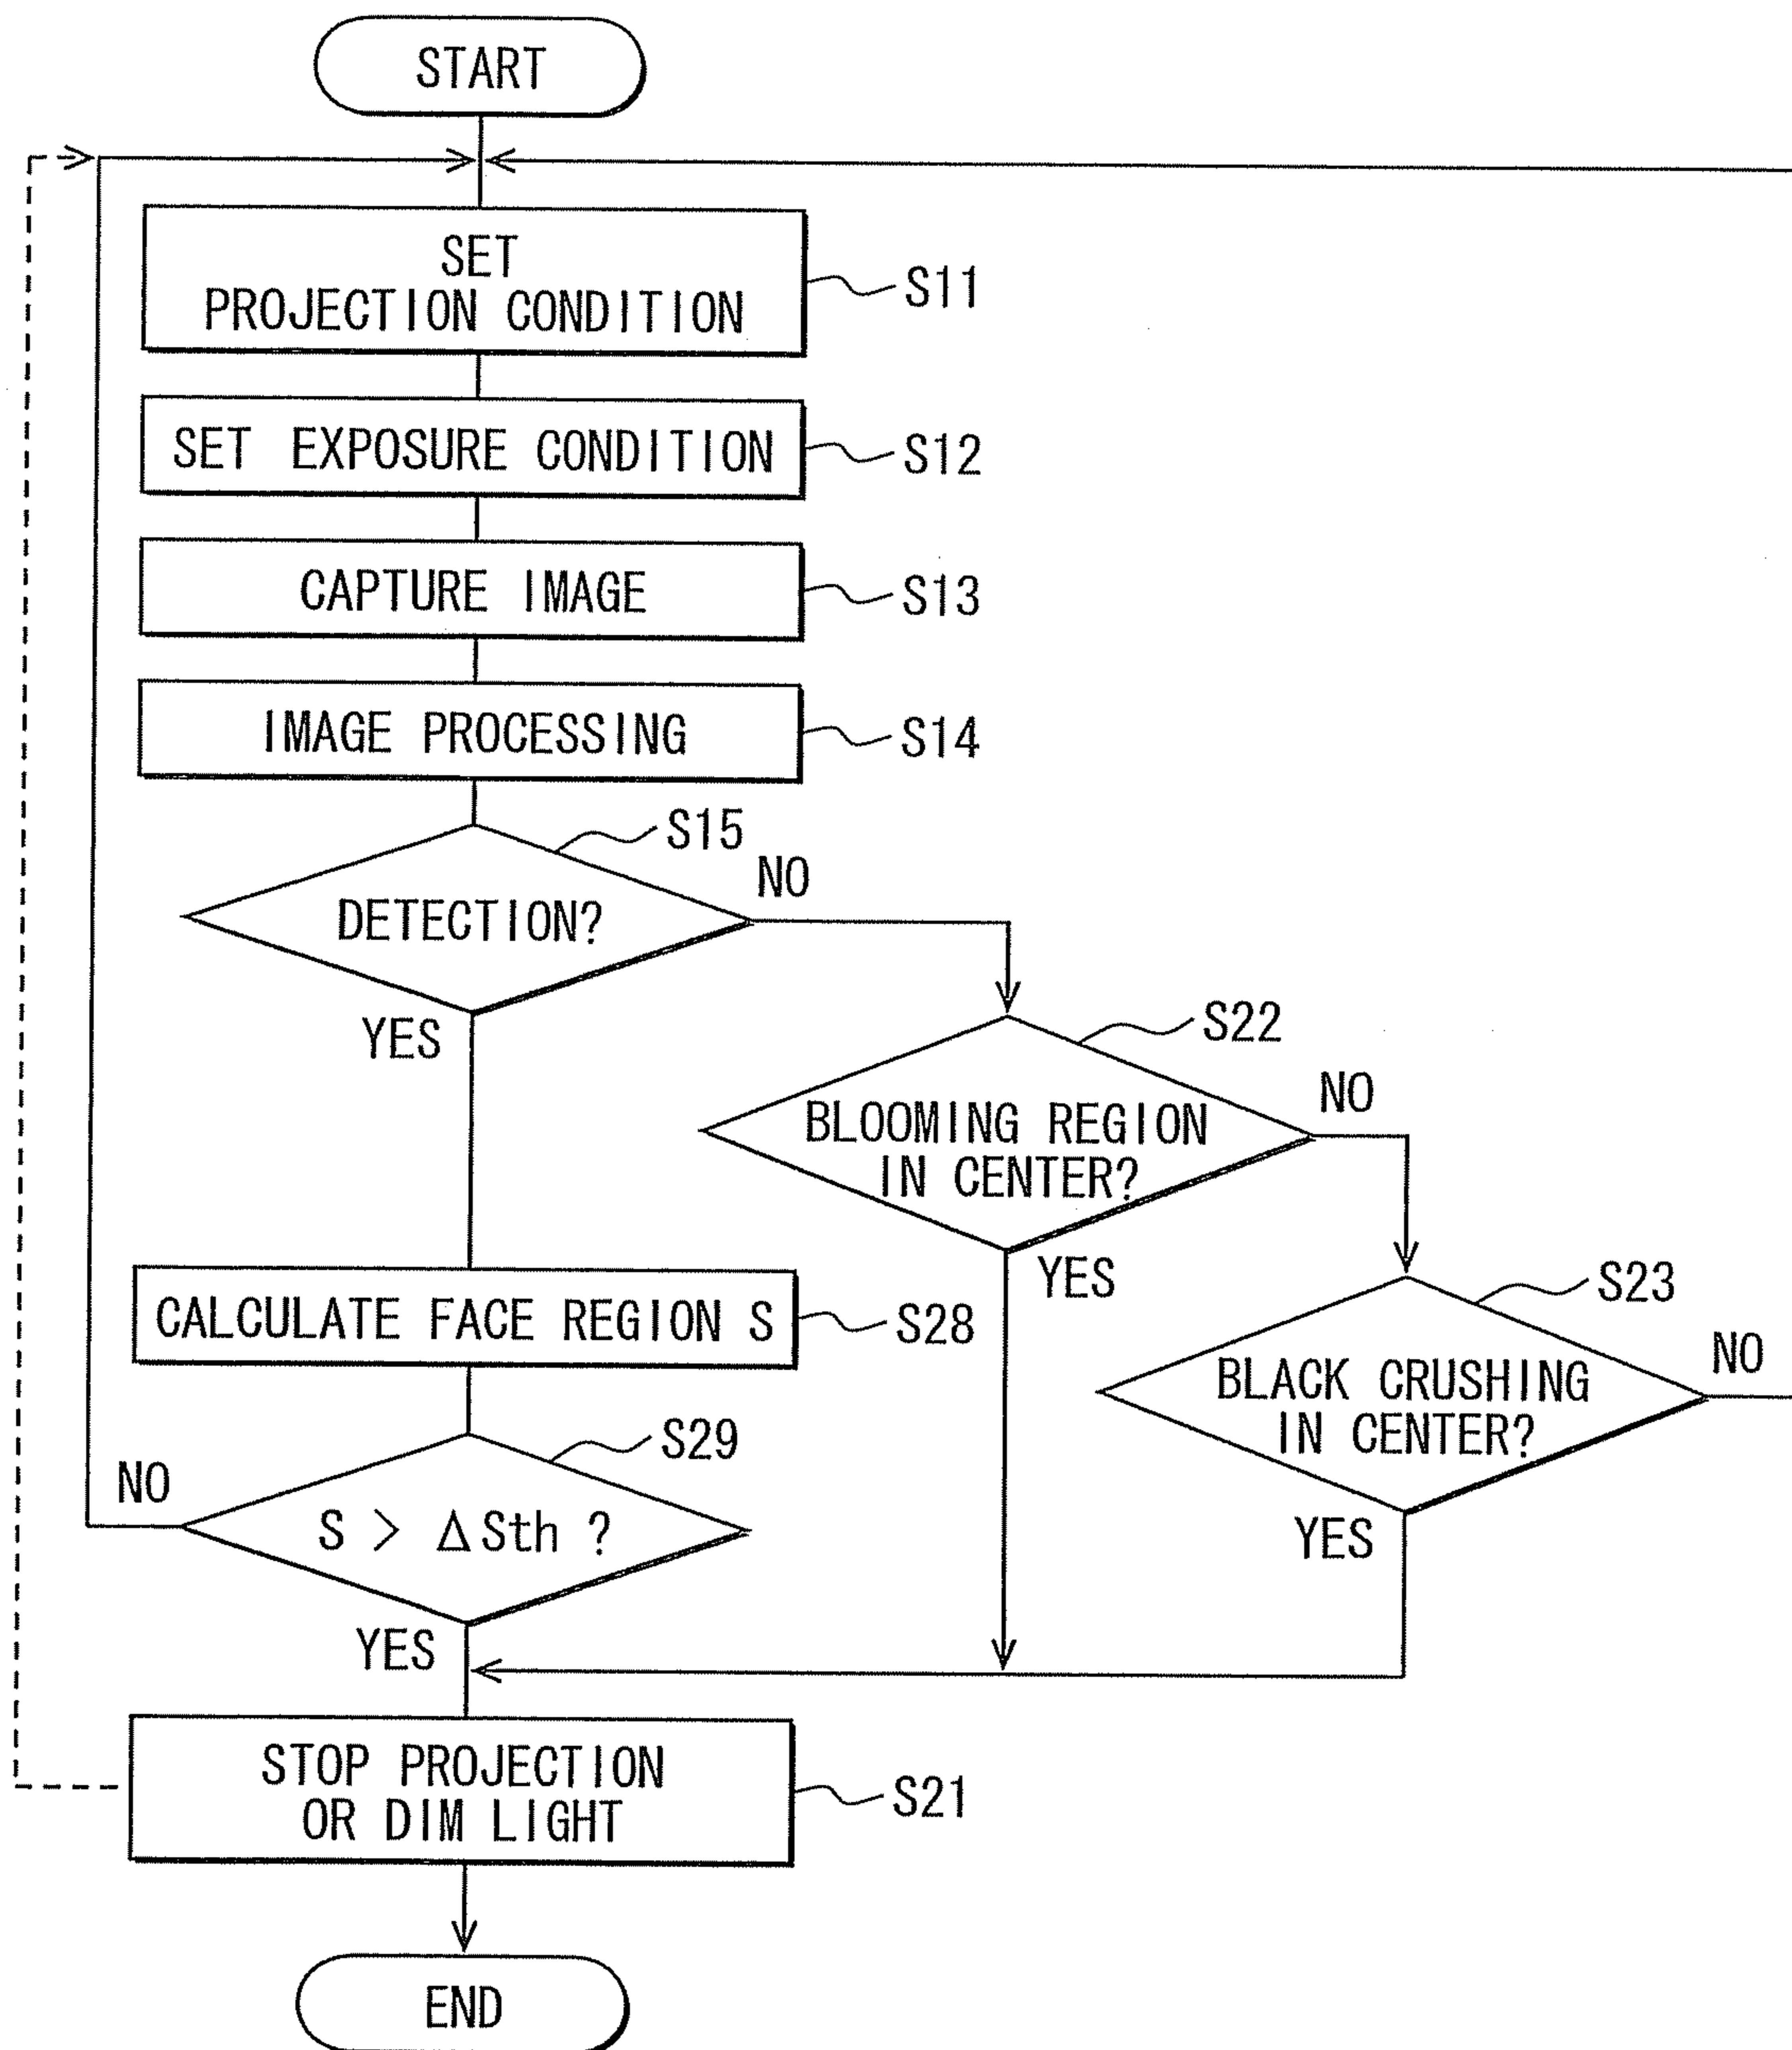 START
SET
PROJECTION CONDITION
S11
SET EXPOSURE CONDITION
S12
CAPTURE IMAGE
S13
IMAGE PROCESSING
S14
S15
DETECTION?
NO
YES
S22
BLOOMING REGION
IN CENTER?
NO
YES
S23
BLACK CRUSHING
IN CENTER?
NO
YES
CALCULATE FACE REGION S
S28
S29
S > ΔSth ?
NO
YES
STOP PROJECTION
OR DIM LIGHT
S21
END